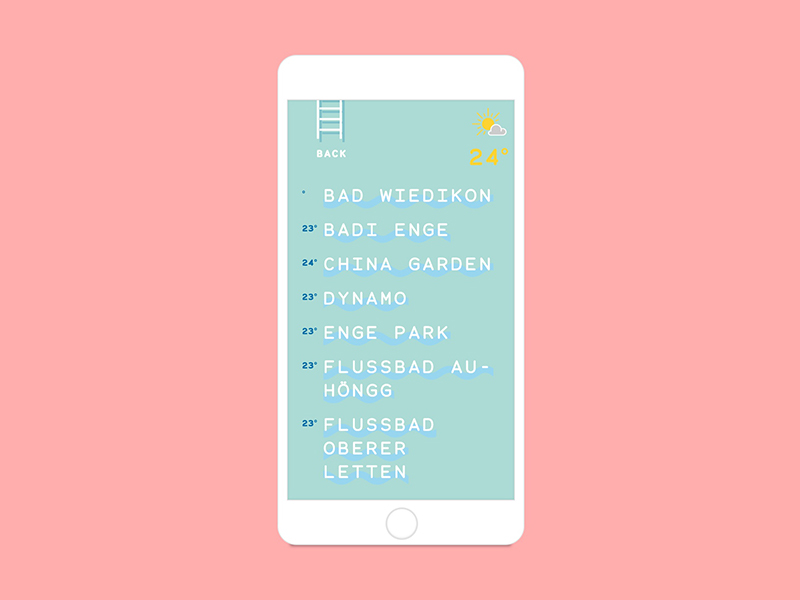 BACK
24°
° BAD WIEDIKON
23° BADI ENGE
24° CHINA GARDEN
23° DYNAMO
23° ENGE PARK
23° FLUSSBAD AU-
HÖNGG
23° FLUSSBAD
OBERER
LETTEN